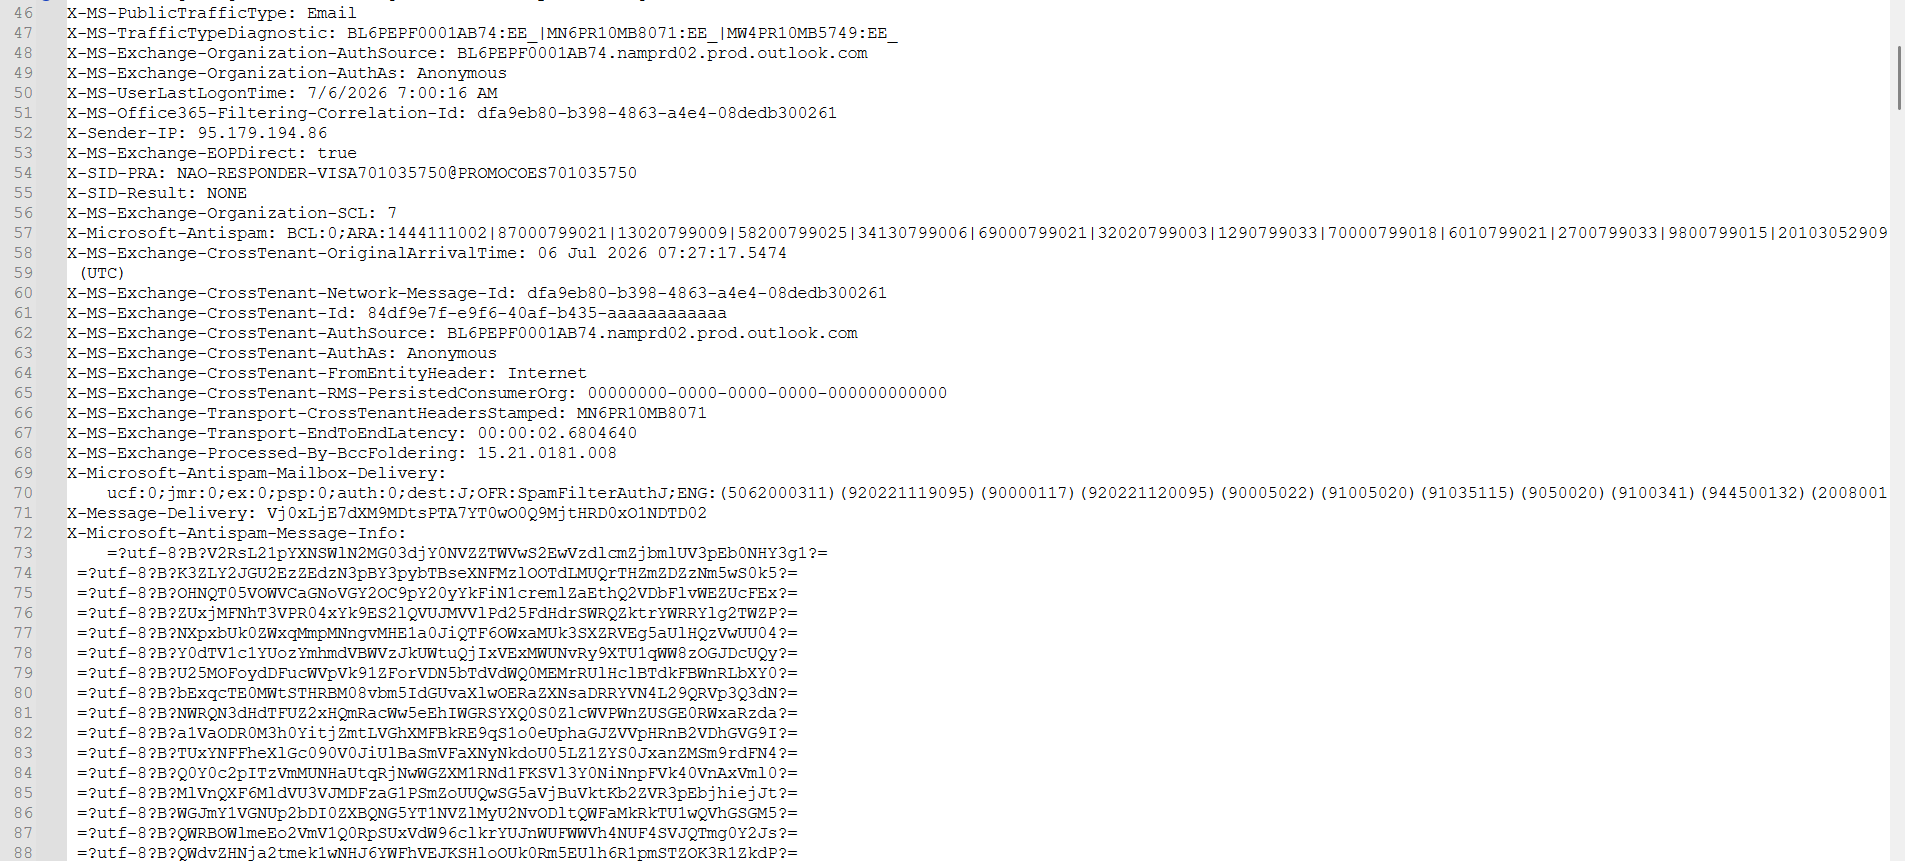 46 X-MS-PublicTrafficType: Email
47 X-MS-TrafficTypeDiagnostic: BL6PEPF0001AB74:EE_|MN6PR10MB8071:EE_|MW4PR10MB5749:EE_
48 X-MS-Exchange-Organization-AuthSource: BL6PEPF0001AB74.namprd02.prod.outlook.com
49 X-MS-Exchange-Organization-AuthAs: Anonymous
50 X-MS-UserLastLogonTime: 7/6/2026 7:00:16 AM
51 X-MS-Office365-Filtering-Correlation-Id: dfa9eb80-b398-4863-a4e4-08dedb300261
52 X-Sender-IP: 95.179.194.86
53 X-MS-Exchange-EOPDirect: true
54 X-SID-PRA: NAO-RESPONDER-VISA701035750@PROMOCOES701035750
55 X-SID-Result: NONE
56 X-MS-Exchange-Organization-SCL: 7
57 X-Microsoft-Antispam: BCL:0;ARA:1444111002|87000799021|13020799009|58200799025|34130799006|69000799021|32020799003|1290799033|70000799018|6010799021|2700799033|9800799015|20103052909
58 X-MS-Exchange-CrossTenant-OriginalArrivalTime: 06 Jul 2026 07:27:17.5474
59 (UTC)
60 X-MS-Exchange-CrossTenant-Network-Message-Id: dfa9eb80-b398-4863-a4e4-08dedb300261
61 X-MS-Exchange-CrossTenant-Id: 84df9e7f-e9f6-40af-b435-aaaaaaaaaaaa
62 X-MS-Exchange-CrossTenant-AuthSource: BL6PEPF0001AB74.namprd02.prod.outlook.com
63 X-MS-Exchange-CrossTenant-AuthAs: Anonymous
64 X-MS-Exchange-CrossTenant-FromEntityHeader: Internet
65 X-MS-Exchange-CrossTenant-RMS-PersistedConsumerOrg: 00000000-0000-0000-0000-000000000000
66 X-MS-Exchange-Transport-CrossTenantHeadersStamped: MN6PR10MB8071
67 X-MS-Exchange-Transport-EndToEndLatency: 00:00:02.6804640
68 X-MS-Exchange-Processed-By-BccFoldering: 15.21.0181.008
69 X-Microsoft-Antispam-Mailbox-Delivery:
70 ucf:0;jmr:0;ex:0;psp:0;auth:0;dest:J;OFR:SpamFilterAuthJ;ENG:(5062000311)(920221119095)(90000117)(920221120095)(90005022)(91005020)(91035115)(9050020)(9100341)(944500132)(2008001
71 X-Message-Delivery: Vj0xLjE7dXM9MDtsPTA7YT0wO0Q9MjtHRD0xO1NDTD02
72 X-Microsoft-Antispam-Message-Info:
73 =?utf-8?B?V2RsL21pYXNSWlN2MG03djY0NVZZTWVwS2EwVzdlcmZjbmlUV3pEb0NHY3g1?=
74 =?utf-8?B?K3ZLY2JGU2EzZEdzN3pBY3pybTBseXNFMzlOOTdLMUQrTHZmZDZzNm5wS0k5?=
75 =?utf-8?B?OHNQT05VOWVCaGNoVGY2OC9pY20yYkFiN1cremlZaEthQ2VDbFlvWEZUcFEx?=
76 =?utf-8?B?ZUxjMFNhT3VPR04xYk9ES2lQVUJMVVlPd25FdHdrSWRQZktrYWRRYlg2TWZP?=
77 =?utf-8?B?NXpxbUk0ZWxqMmpMNngvMHE1a0JiQTF6OWxaMUk3SXZRVEg5aUlHQzVwUU04?=
78 =?utf-8?B?Y0dTV1c1YUozYmhmdVBWVzJkUWtuQjIxVExMWUNvRy9XTU1qWW8zOGJDcUQy?=
79 =?utf-8?B?U25MOFoydDFucWVpVk91ZForVDN5bTdVdWQ0MEMrRUlHclBTdkFBWnRLbXY0?=
80 =?utf-8?B?bExqcTE0MWtSTHRBM08vbm5IdGUvaXlwOERaZXNsaDRRYVN4L29QRVp3Q3dN?=
81 =?utf-8?B?NWRQN3dHdTFUZ2xHQmRacWw5eEhIWGRSYXQ0S0ZlcWVPWnZUSGE0RWxaRzda?=
82 =?utf-8?B?a1VaODR0M3h0YitjZmtLVGhXMFBkRE9qS1o0eUphaGJZVVpHRnB2VDhGVG9I?=
83 =?utf-8?B?TUxYNFFheXlGc090V0JiUlBaSmVFaXNyNkdoU05LZ1ZYS0JxanZMSm9rdFN4?=
84 =?utf-8?B?Q0Y0c2pITzVmMUNHaUtqRjNwWGZXM1RNd1FKSVl3Y0NiNnpFVk40VnAxVml0?=
85 =?utf-8?B?MlVnQXF6MldVU3VJMDFzaG1PSmZoUUQwSG5aVjBuVktKb2ZVR3pEbjhiejJt?=
86 =?utf-8?B?WGJmY1VGNUp2bDI0ZXBQNG5YT1NVZlMyU2NvODltQWFaMkRkTU1wQVhGSGM5?=
87 =?utf-8?B?QWRBOWlmeEo2VmV1Q0RpSUxVdW96clkrYUJnWUFWWVh4NUF4SVJQTmg0Y2Js?=
88 =?utf-8?B?QWdvZHNja2tmek1wNHJ6YWFhVEJKSHloOUk0Rm5EUlh6R1pmSTZOK3R1ZkdP?=